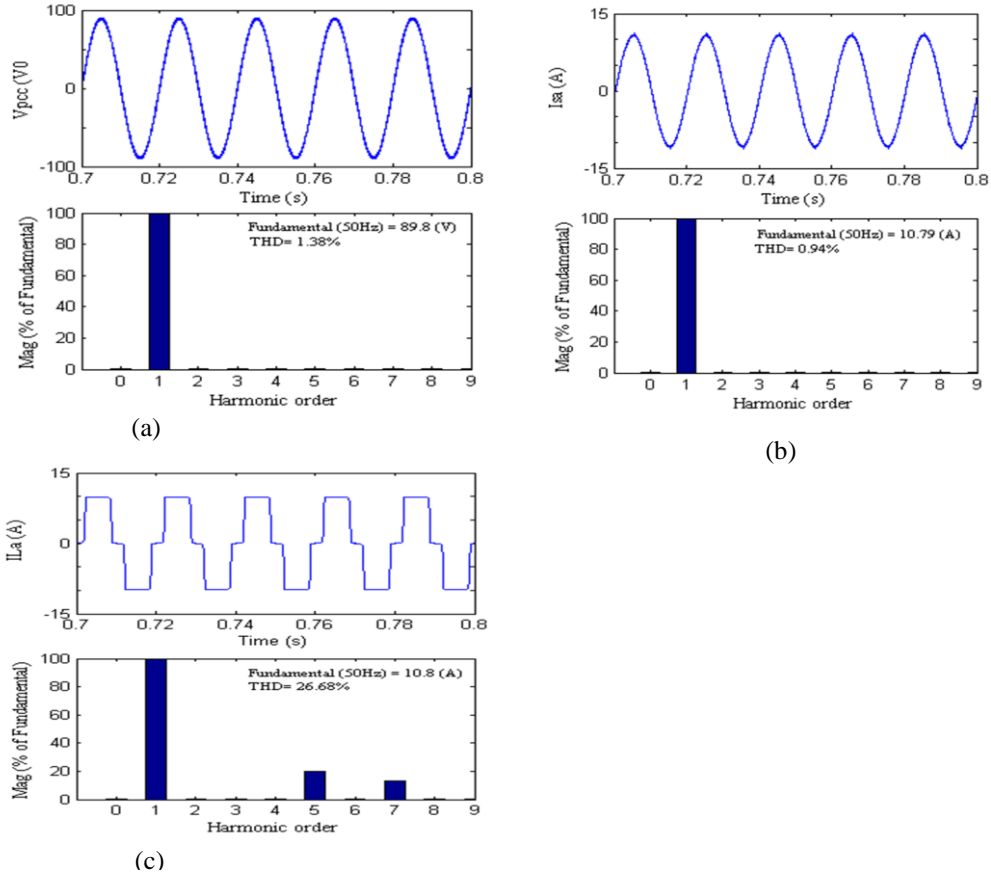 100
Vpcc (V0
0
-100
0.7 0.72 0.74 0.76 0.78 0.8
Time (s)
100
80
60
40
20
0
Mag (% of Fundamental)
Fundamental (50Hz) = 89.8 (V)
THD= 1.38%
0 1 2 3 4 5 6 7 8 9
Harmonic order
(a)
15
Isa (A)
0
-15
0.7 0.72 0.74 0.76 0.78 0.8
Time (s)
100
80
60
40
20
0
Mag (% of Fundamental)
Fundamental (50Hz) = 10.79 (A)
THD= 0.94%
0 1 2 3 4 5 6 7 8 9
Harmonic order
(b)
15
ILa (A)
0
-15
0.7 0.72 0.74 0.76 0.78 0.8
Time (s)
100
80
60
40
20
0
Mag (% of Fundamental)
Fundamental (50Hz) = 10.8 (A)
THD= 26.68%
0 1 2 3 4 5 6 7 8 9
Harmonic order
(c)